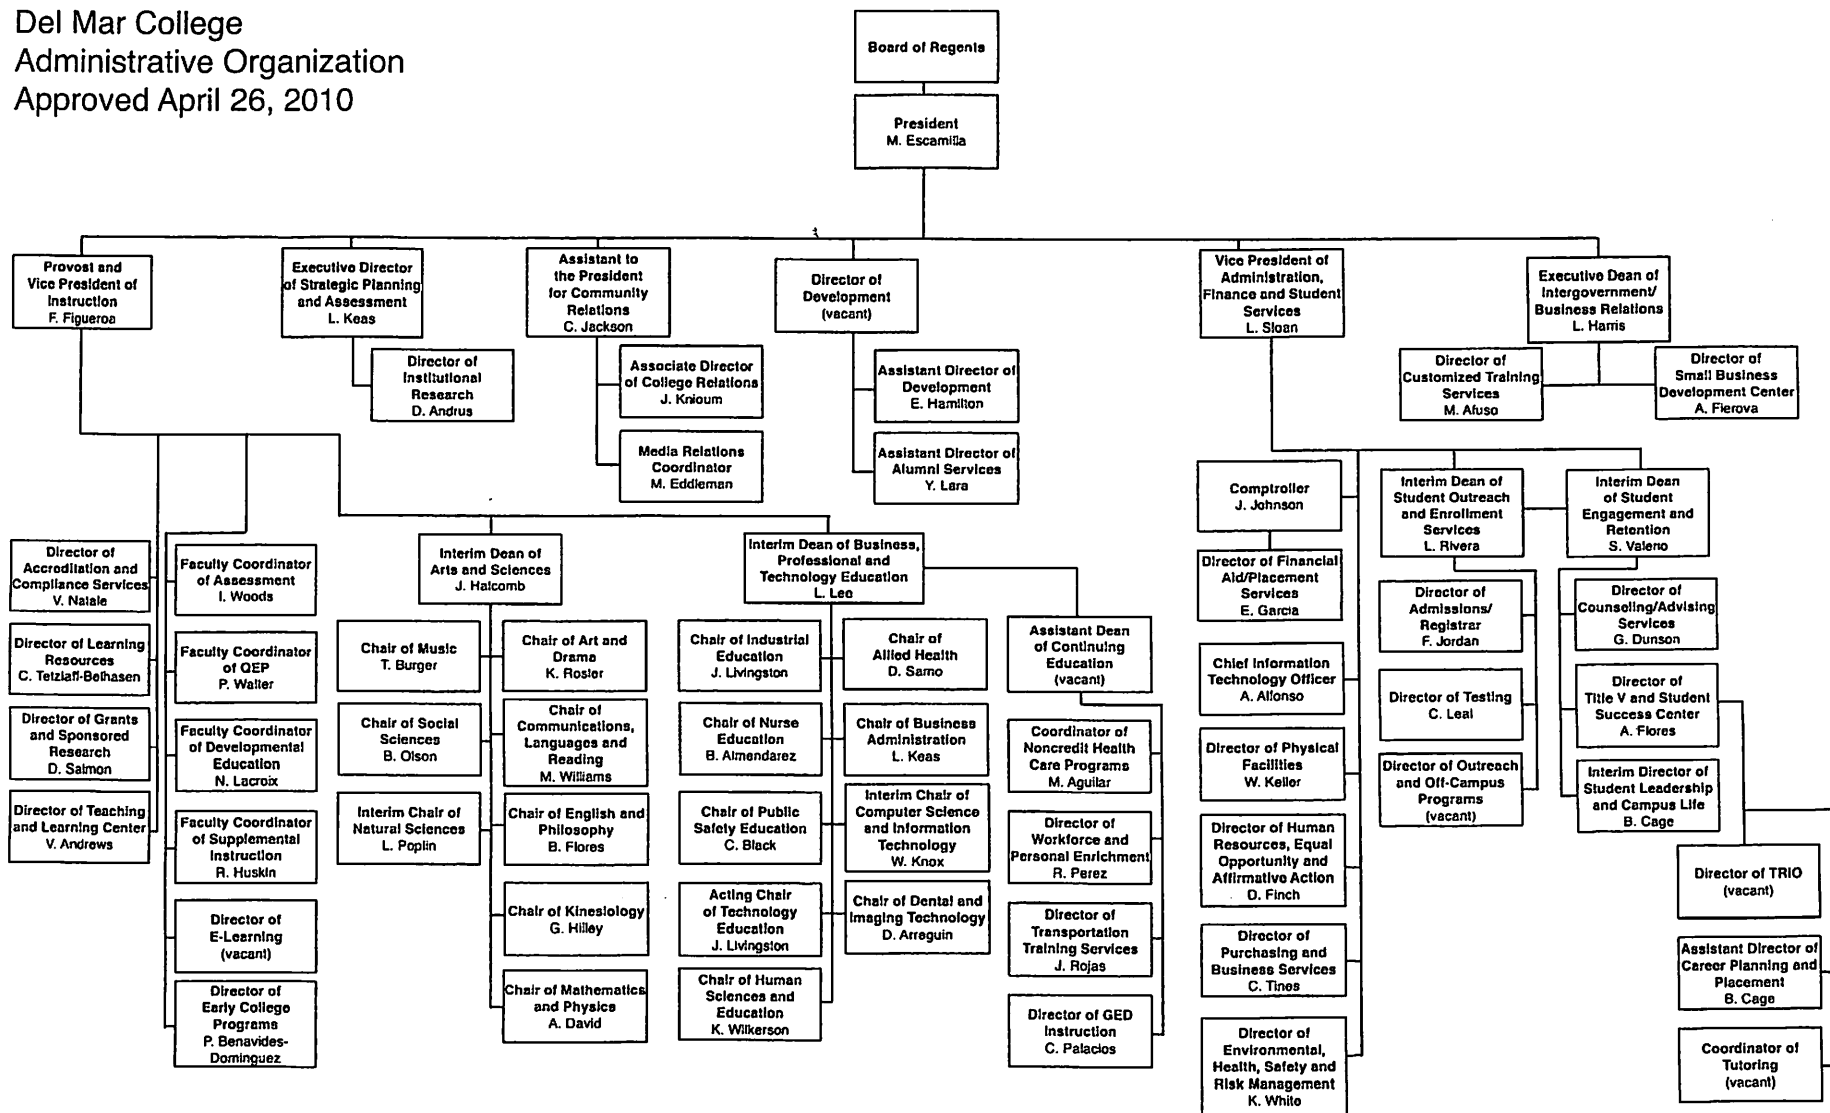 Del Mar College
Administrative Organization
Approved April 26, 2010
Board of Regents
President
M. Escamilla
Provost and
Vice President of
Instruction
F. Figueroa
Executive Director
of Strategic Planning
and Assessment
L. Keas
Assistant to
the President
for Community
Relations
C. Jackson
Director of
Development
(vacant)
Vice President of
Administration,
Finance and Student
Services
L. Sloan
Executive Dean of
Intergovernment/
Business Relations
L. Harris
Director of
Institutional
Research
D. Andrus
Associate Director
of College Relations
J. Knioum
Media Relations
Coordinator
M. Eddleman
Assistant Director of
Development
E. Hamilton
Assistant Director of
Alumni Services
Y. Lara
Director of
Customized Training
Services
M. Afuso
Director of
Small Business
Development Center
A. Fierova
Director of
Accreditation and
Compliance Services
V. Natale
Director of Learning
Resources
C. Tetzlaff-Belhasen
Director of Grants
and Sponsored
Research
D. Salmon
Director of Teaching
and Learning Center
V. Andrews
Faculty Coordinator
of Assessment
I. Woods
Faculty Coordinator
of QEP
P. Walter
Faculty Coordinator
of Developmental
Education
N. Lacroix
Faculty Coordinator
of Supplemental
Instruction
R. Huskin
Director of
E-Learning
(vacant)
Director of
Early College
Programs
P. Benavides-
Dominguez
Interim Dean of
Arts and Sciences
J. Halcomb
Chair of Music
T. Burger
Chair of Social
Sciences
B. Olson
Interim Chair of
Natural Sciences
L. Poplin
Chair of Art and
Drama
K. Rosier
Chair of
Communications,
Languages and
Reading
M. Williams
Chair of English and
Philosophy
B. Flores
Chair of Kinesiology
G. Hilley
Chair of Mathematics
and Physics
A. David
Interim Dean of Business,
Professional and
Technology Education
L. Leo
Chair of Industrial
Education
J. Livingston
Chair of Nurse
Education
B. Almendarez
Chair of Public
Safety Education
C. Black
Acting Chair
of Technology
Education
J. Livingston
Chair of Human
Sciences and
Education
K. Wilkerson
Chair of
Allied Health
D. Samo
Chair of Business
Administration
L. Keas
Interim Chair of
Computer Science
and Information
Technology
W. Knox
Chair of Dental and
Imaging Technology
D. Arreguin
Assistant Dean
of Continuing
Education
(vacant)
Coordinator of
Noncredit Health
Care Programs
M. Aguilar
Director of
Workforce and
Personal Enrichment
R. Perez
Director of
Transportation
Training Services
J. Rojas
Director of GED
Instruction
C. Palacios
Comptroller
J. Johnson
Director of Financial
Aid/Placement
Services
E. Garcia
Chief Information
Technology Officer
A. Alfonso
Director of Physical
Facilities
W. Keller
Director of Human
Resources, Equal
Opportunity and
Affirmative Action
D. Finch
Director of
Purchasing and
Business Services
C. Tines
Director of
Environmental,
Health, Safety and
Risk Management
K. White
Interim Dean of
Student Outreach
and Enrollment
Services
L. Rivera
Director of
Admissions/
Registrar
F. Jordan
Director of Testing
C. Leal
Director of Outreach
and Off-Campus
Programs
(vacant)
Interim Dean
of Student
Engagement and
Retention
S. Valerio
Director of
Counseling/Advising
Services
G. Dunson
Director of
Title V and Student
Success Center
A. Flores
Interim Director of
Student Leadership
and Campus Life
B. Cage
Director of TRIO
(vacant)
Assistant Director of
Career Planning and
Placement
B. Cage
Coordinator of
Tutoring
(vacant)